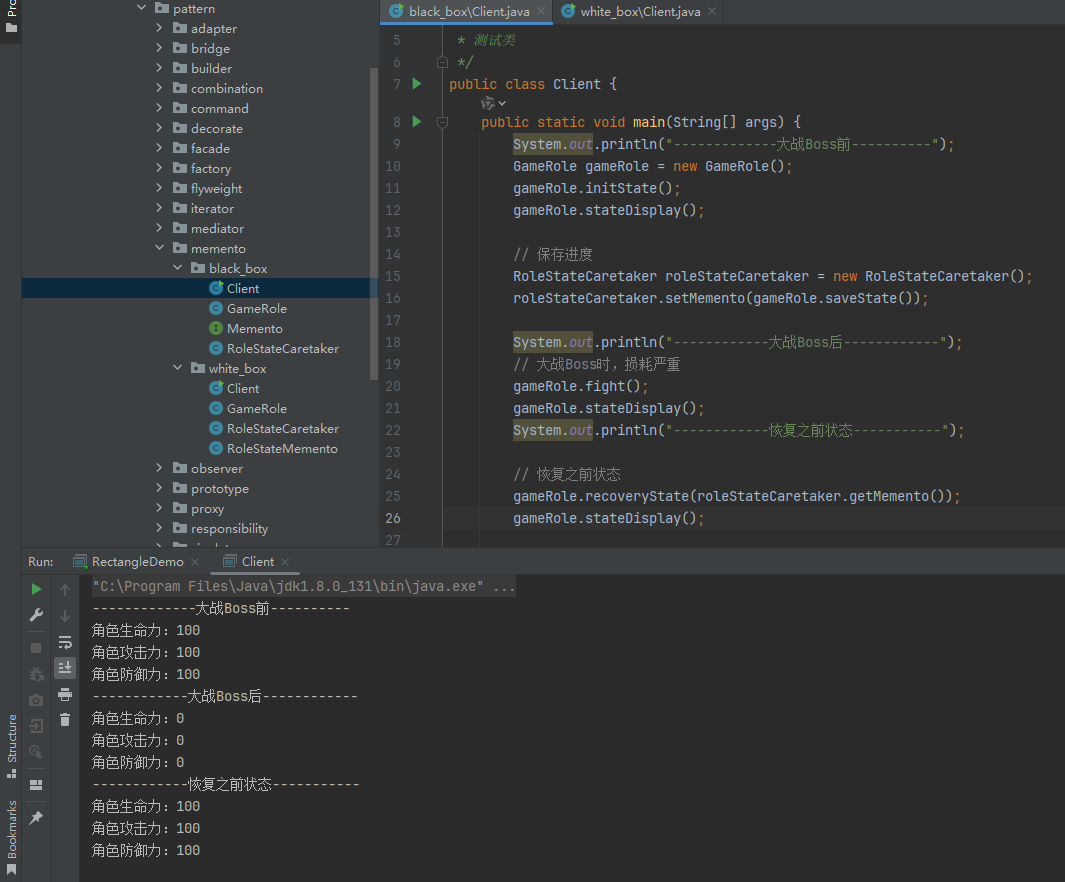 Pro
pattern
adapter
bridge
builder
combination
command
decorate
facade
factory
flyweight
iterator
mediator
memento
black_box
Client
GameRole
Memento
RoleStateCaretaker
white_box
Client
GameRole
RoleStateCaretaker
RoleStateMemento
observer
prototype
proxy
responsibility
black_box\Client.java
white_box\Client.java
5 * 测试类
6 */
7 public class Client {
8 public static void main(String[] args) {
9 System.out.println("-------------大战Boss前----------");
10 GameRole gameRole = new GameRole();
11 gameRole.initState();
12 gameRole.stateDisplay();
13
14 // 保存进度
15 RoleStateCaretaker roleStateCaretaker = new RoleStateCaretaker();
16 roleStateCaretaker.setMemento(gameRole.saveState());
17
18 System.out.println("------------大战Boss后------------");
19 // 大战Boss时，损耗严重
20 gameRole.fight();
21 gameRole.stateDisplay();
22 System.out.println("------------恢复之前状态-----------");
23
24 // 恢复之前状态
25 gameRole.recoveryState(roleStateCaretaker.getMemento());
26 gameRole.stateDisplay();
27
Run: RectangleDemo Client
"C:\Program Files\Java\jdk1.8.0_131\bin\java.exe" ...
-------------大战Boss前----------
角色生命力：100
角色攻击力：100
角色防御力：100
------------大战Boss后------------
角色生命力：0
角色攻击力：0
角色防御力：0
------------恢复之前状态-----------
角色生命力：100
角色攻击力：100
角色防御力：100
Structure
Bookmarks